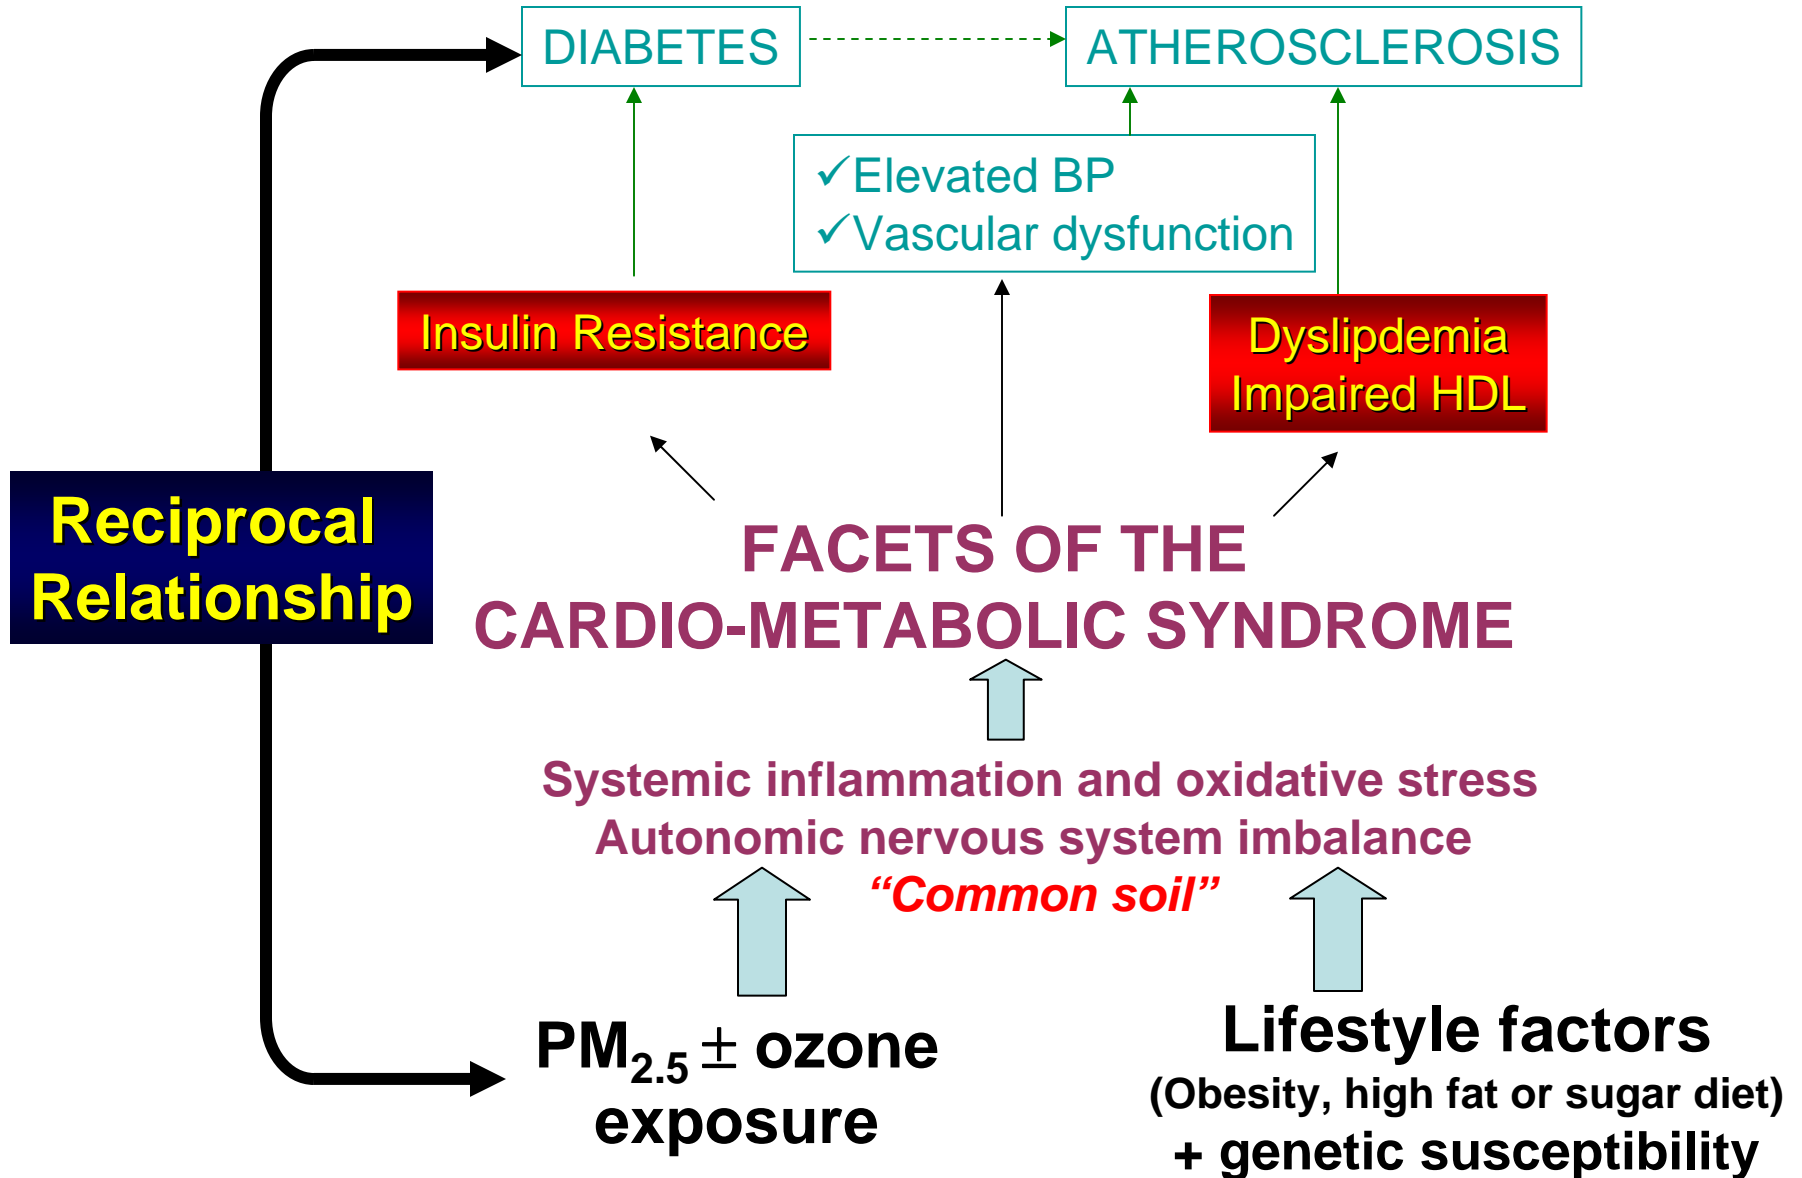 DIABETES
ATHEROSCLEROSIS
✓Elevated BP
✓Vascular dysfunction
Insulin Resistance
Dyslipdemia
Impaired HDL
Reciprocal
Relationship
FACETS OF THE
CARDIO-METABOLIC SYNDROME
Systemic inflammation and oxidative stress
Autonomic nervous system imbalance
“Common soil”
PM2.5 ± ozone
exposure
Lifestyle factors
(Obesity, high fat or sugar diet)
+ genetic susceptibility